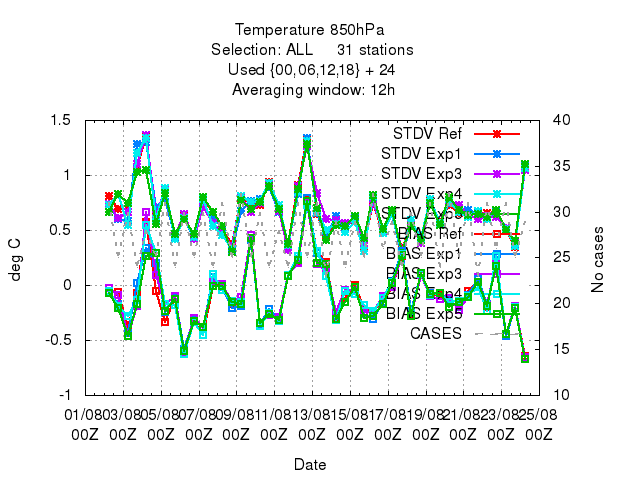 Temperature 850hPa
Selection: ALL 31 stations
Used {00,06,12,18} + 24
Averaging window: 12h
1.5
1
0.5
0
-0.5
-1
deg C
40
35
30
25
20
15
10
No cases
STDV Ref
STDV Exp1
STDV Exp3
STDV Exp4
STDV Exp5
BIAS Ref
BIAS Exp1
BIAS Exp3
BIAS Exp4
BIAS Exp5
CASES
01/08 03/08 05/08 07/08 09/08 11/08 13/08 15/08 17/08 19/08 21/08 23/08 25/08
00Z 00Z 00Z 00Z 00Z 00Z 00Z 00Z 00Z 00Z 00Z 00Z 00Z
Date